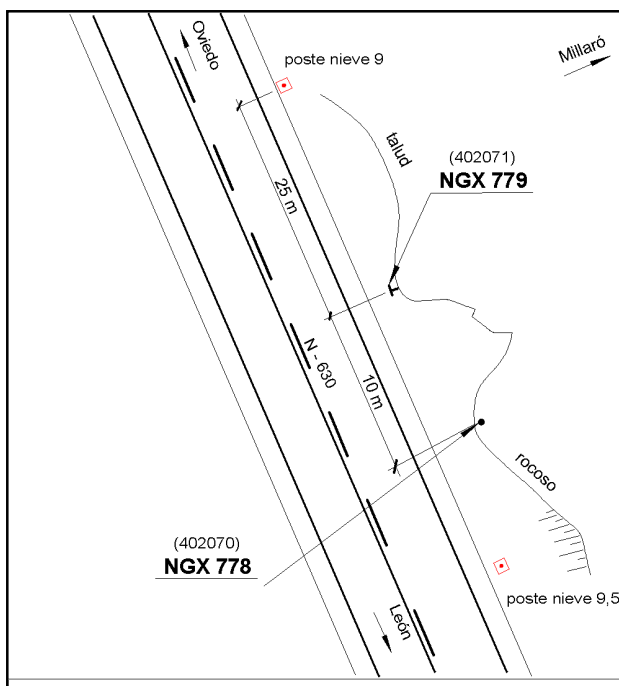 Oviedo
poste nieve 9
Millaró
talud
(402071)
NGX 779
25 m
N - 630
10 m
rocoso
(402070)
NGX 778
León
poste nieve 9,5